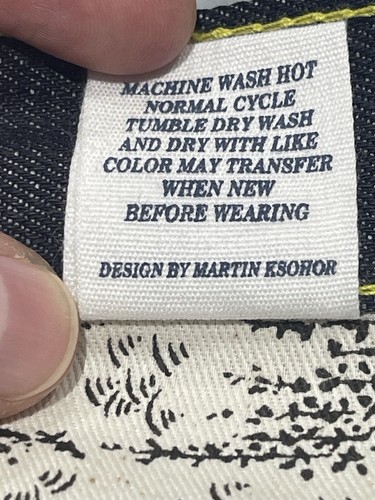 MACHINE WASH HOT
NORMAL CYCLE
TUMBLE DRY WASH
AND DRY WITH LIKE
COLOR MAY TRANSFER
WHEN NEW
BEFORE WEARING
DESIGN BY MARTIN KSOHOR